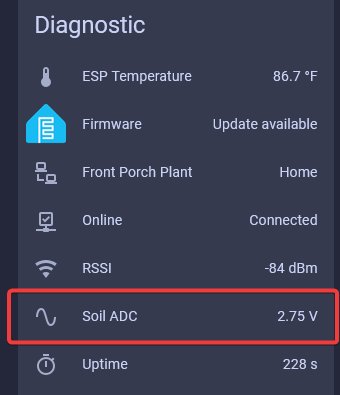 Diagnostic
ESP Temperature 86.7 °F
Firmware Update available
Front Porch Plant Home
Online Connected
RSSI -84 dBm
Soil ADC 2.75 V
Uptime 228 s